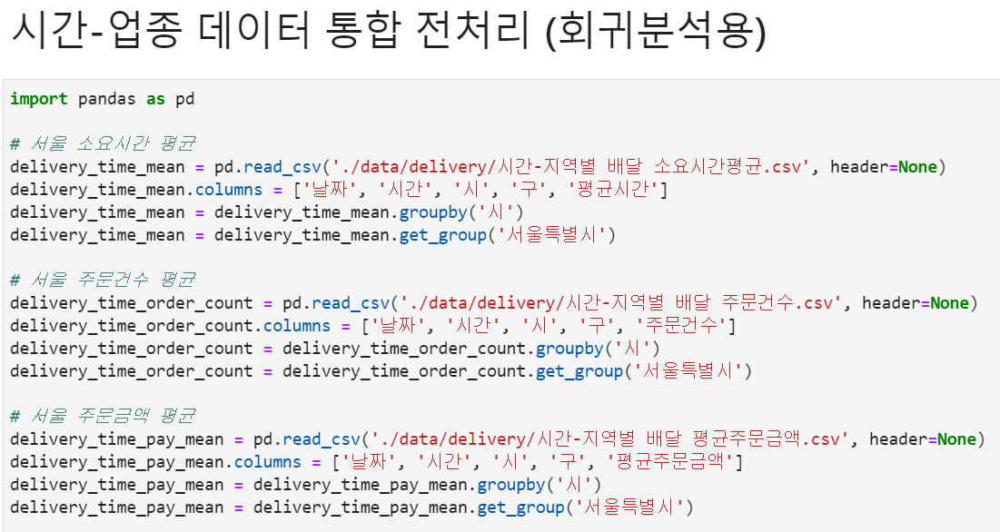 시간-업종 데이터 통합 전처리 (회귀분석용)
import pandas as pd
# 서울 소요시간 평균
delivery_time_mean = pd.read_csv('./data/delivery/시간-지역별 배달 소요시간평균.csv', header=None)
delivery_time_mean.columns = ['날짜', '시간', '시', '구', '평균시간']
delivery_time_mean = delivery_time_mean.groupby('시')
delivery_time_mean = delivery_time_mean.get_group('서울특별시')
# 서울 주문건수 평균
delivery_time_order_count = pd.read_csv('./data/delivery/시간-지역별 배달 주문건수.csv', header=None)
delivery_time_order_count.columns = ['날짜', '시간', '시', '구', '주문건수']
delivery_time_order_count = delivery_time_order_count.groupby('시')
delivery_time_order_count = delivery_time_order_count.get_group('서울특별시')
# 서울 주문금액 평균
delivery_time_pay_mean = pd.read_csv('./data/delivery/시간-지역별 배달 평균주문금액.csv', header=None)
delivery_time_pay_mean.columns = ['날짜', '시간', '시', '구', '평균주문금액']
delivery_time_pay_mean = delivery_time_pay_mean.groupby('시')
delivery_time_pay_mean = delivery_time_pay_mean.get_group('서울특별시')